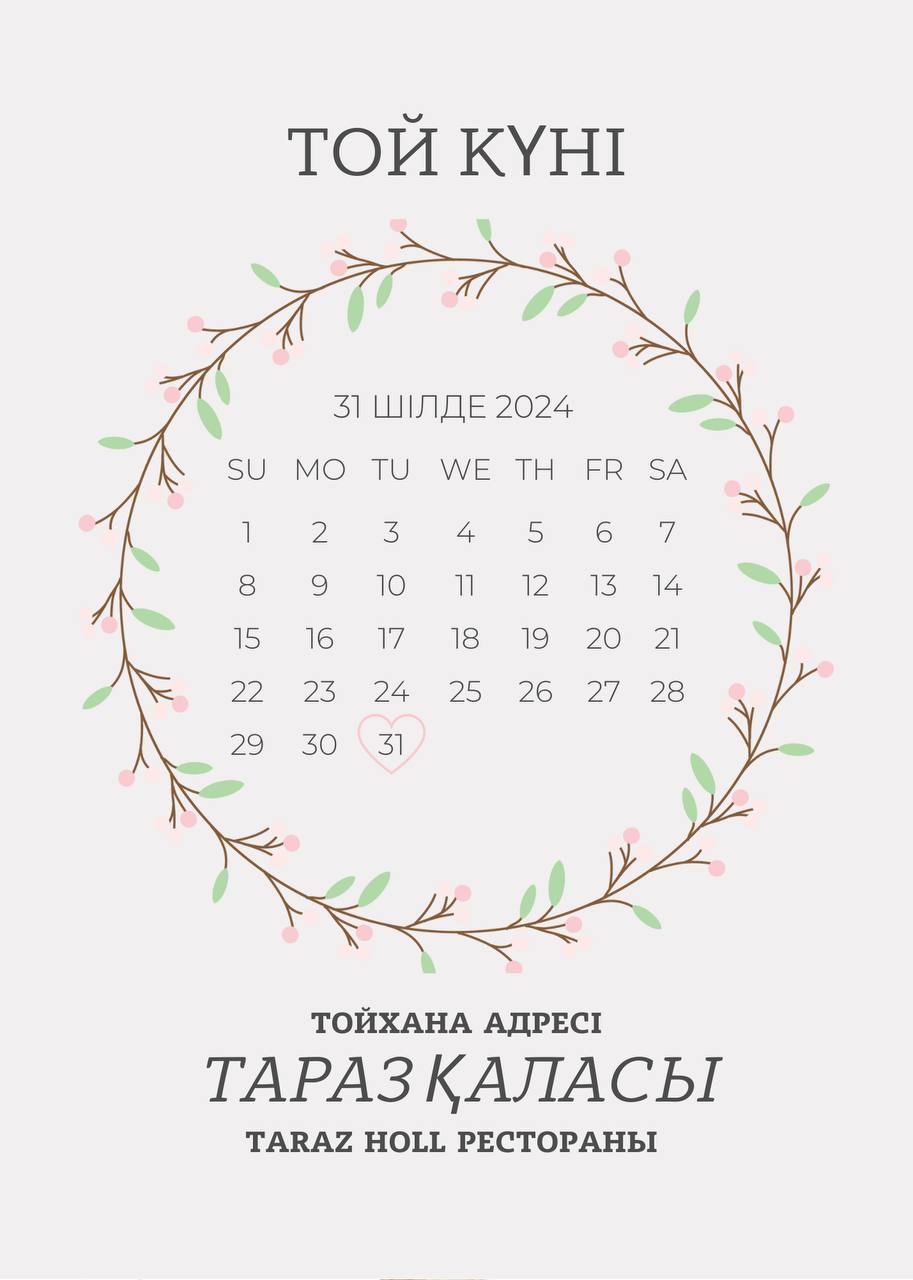 ТОЙ КҮНІ
31 ШІЛДЕ 2024
SU MO TU WE TH FR SA
1 2 3 4 5 6 7
8 9 10 11 12 13 14
15 16 17 18 19 20 21
22 23 24 25 26 27 28
29 30 31
ТОЙХАНА АДРЕСІ
ТАРАЗ ҚАЛАСЫ
TARAZ HOLL РЕСТОРАНЫ